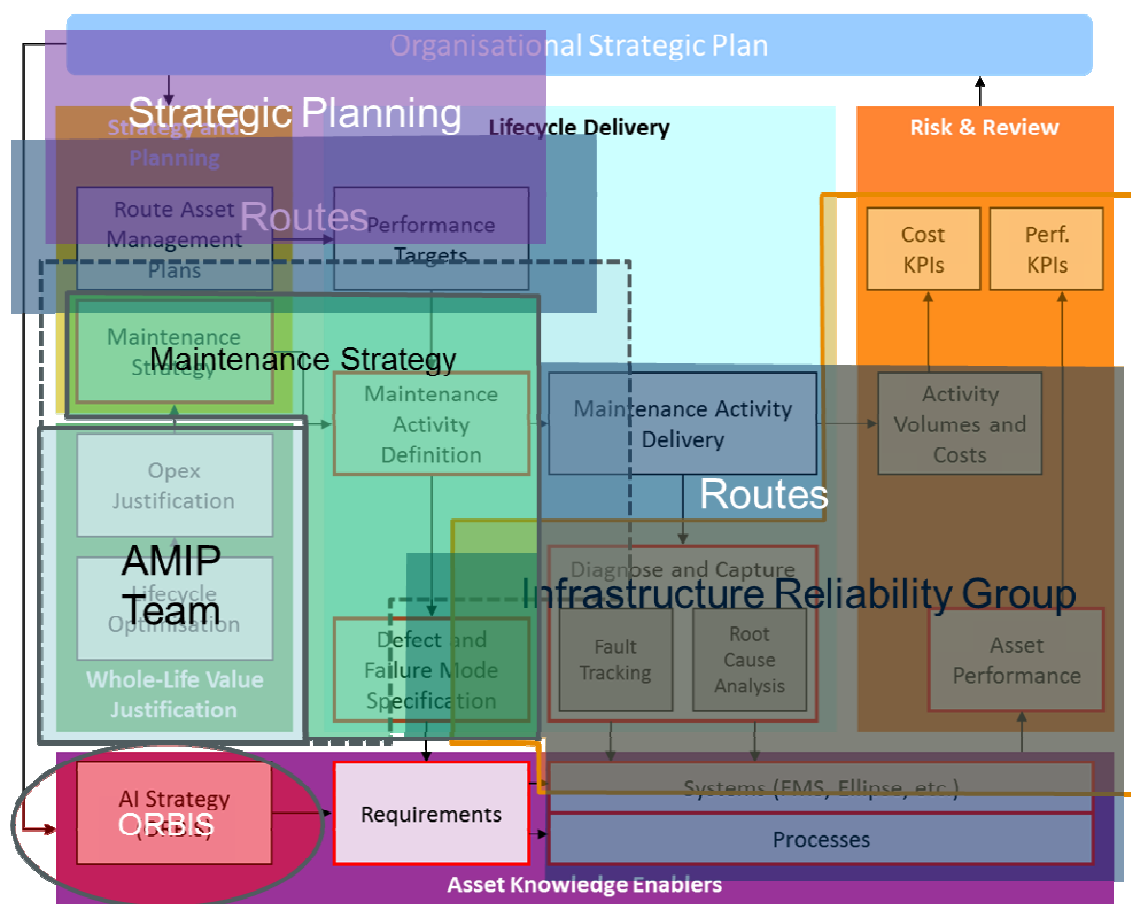 Organisational Strategic Plan
Strategic Planning
Strategy and
Planning
Lifecycle Delivery
Risk & Review
Route Asset
Management
Plans
Routes
Performance
Targets
Cost
KPIs
Perf.
KPIs
Maintenance
Strategy
Maintenance Strategy
Maintenance
Activity
Definition
Maintenance Activity
Delivery
Activity
Volumes and
Costs
Routes
Opex
Justification
AMIP
Team
Lifecycle
Optimisation
Whole-Life Value
Justification
Diagnose and Capture
Infrastructure Reliability Group
Defect and
Failure Mode
Specification
Fault
Tracking
Root
Cause
Analysis
Asset
Performance
AI Strategy
(ORBIS)
ORBIS
Requirements
Systems (FMS, Ellipse, etc.)
Processes
Asset Knowledge Enablers